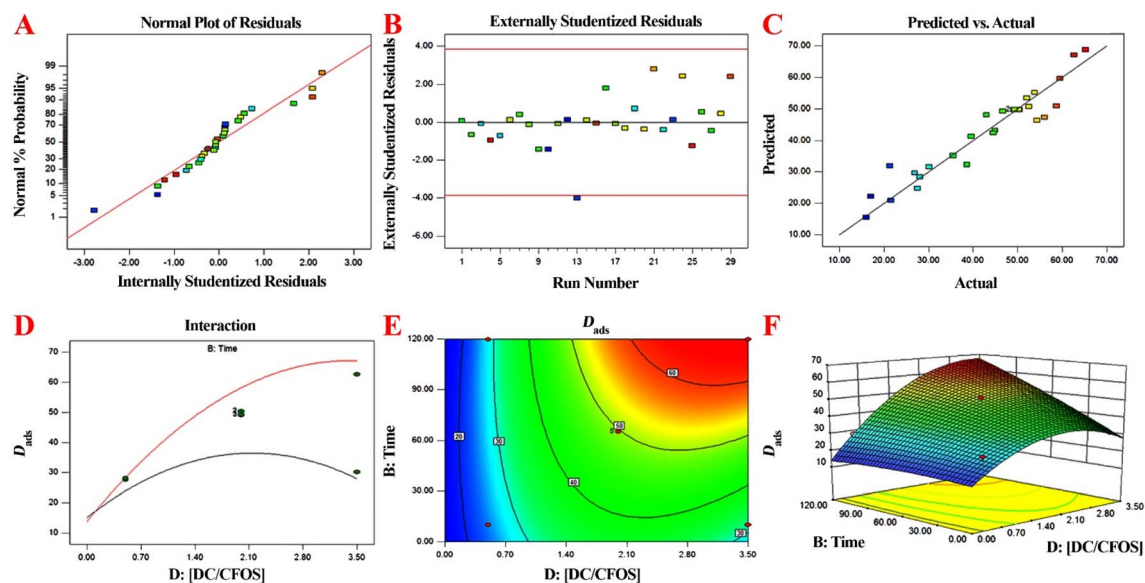 A
Normal Plot of Residuals
Normal % Probability
99
95
90
80
70
50
30
20
10
5
1
-3.00 -2.00 -1.00 0.00 1.00 2.00 3.00
Internally Studentized Residuals
B
Externally Studentized Residuals
Externally Studentized Residuals
4.00
2.00
0.00
-2.00
-4.00
-6.00
1 5 9 13 17 21 25 29
Run Number
C
Predicted vs. Actual
Predicted
70.00
60.00
50.00
40.00
30.00
20.00
10.00
10.00 20.00 30.00 40.00 50.00 60.00 70.00
Actual
D
Interaction
B: Time
Dads
70
60
50
40
30
20
10
2
3
0.00 0.70 1.40 2.10 2.80 3.50
D: [DC/CFOS]
E
Dads
B: Time
120.00
90.00
60.00
30.00
0.00
20
30
40
50
60
30
5
0.00 0.70 1.40 2.10 2.80 3.50
D: [DC/CFOS]
F
Dads
70
60
50
40
30
20
10
120.00
90.00
60.00
30.00
0.00
B: Time
0.00
0.70
1.40
2.10
2.80
3.50
D: [DC/CFOS]